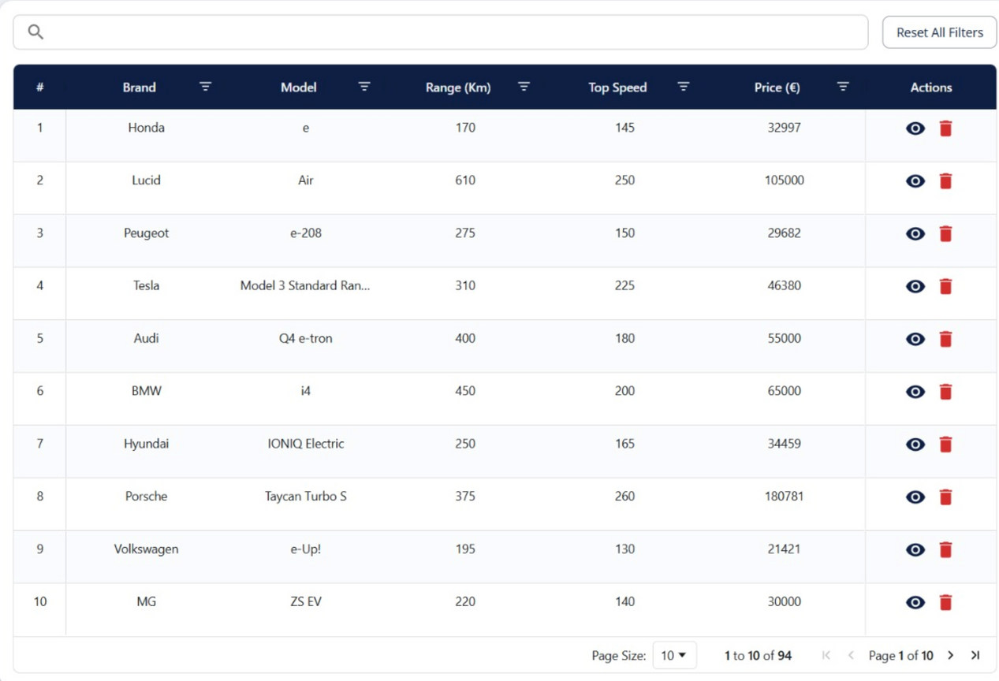 Reset All Filters
# Brand Model Range (Km) Top Speed Price (€) Actions
1 Honda e 170 145 32997
2 Lucid Air 610 250 105000
3 Peugeot e-208 275 150 29682
4 Tesla Model 3 Standard Ran... 310 225 46380
5 Audi Q4 e-tron 400 180 55000
6 BMW i4 450 200 65000
7 Hyundai IONIQ Electric 250 165 34459
8 Porsche Taycan Turbo S 375 260 180781
9 Volkswagen e-Up! 195 130 21421
10 MG ZS EV 220 140 30000
Page Size: 10 1 to 10 of 94 Page 1 of 10